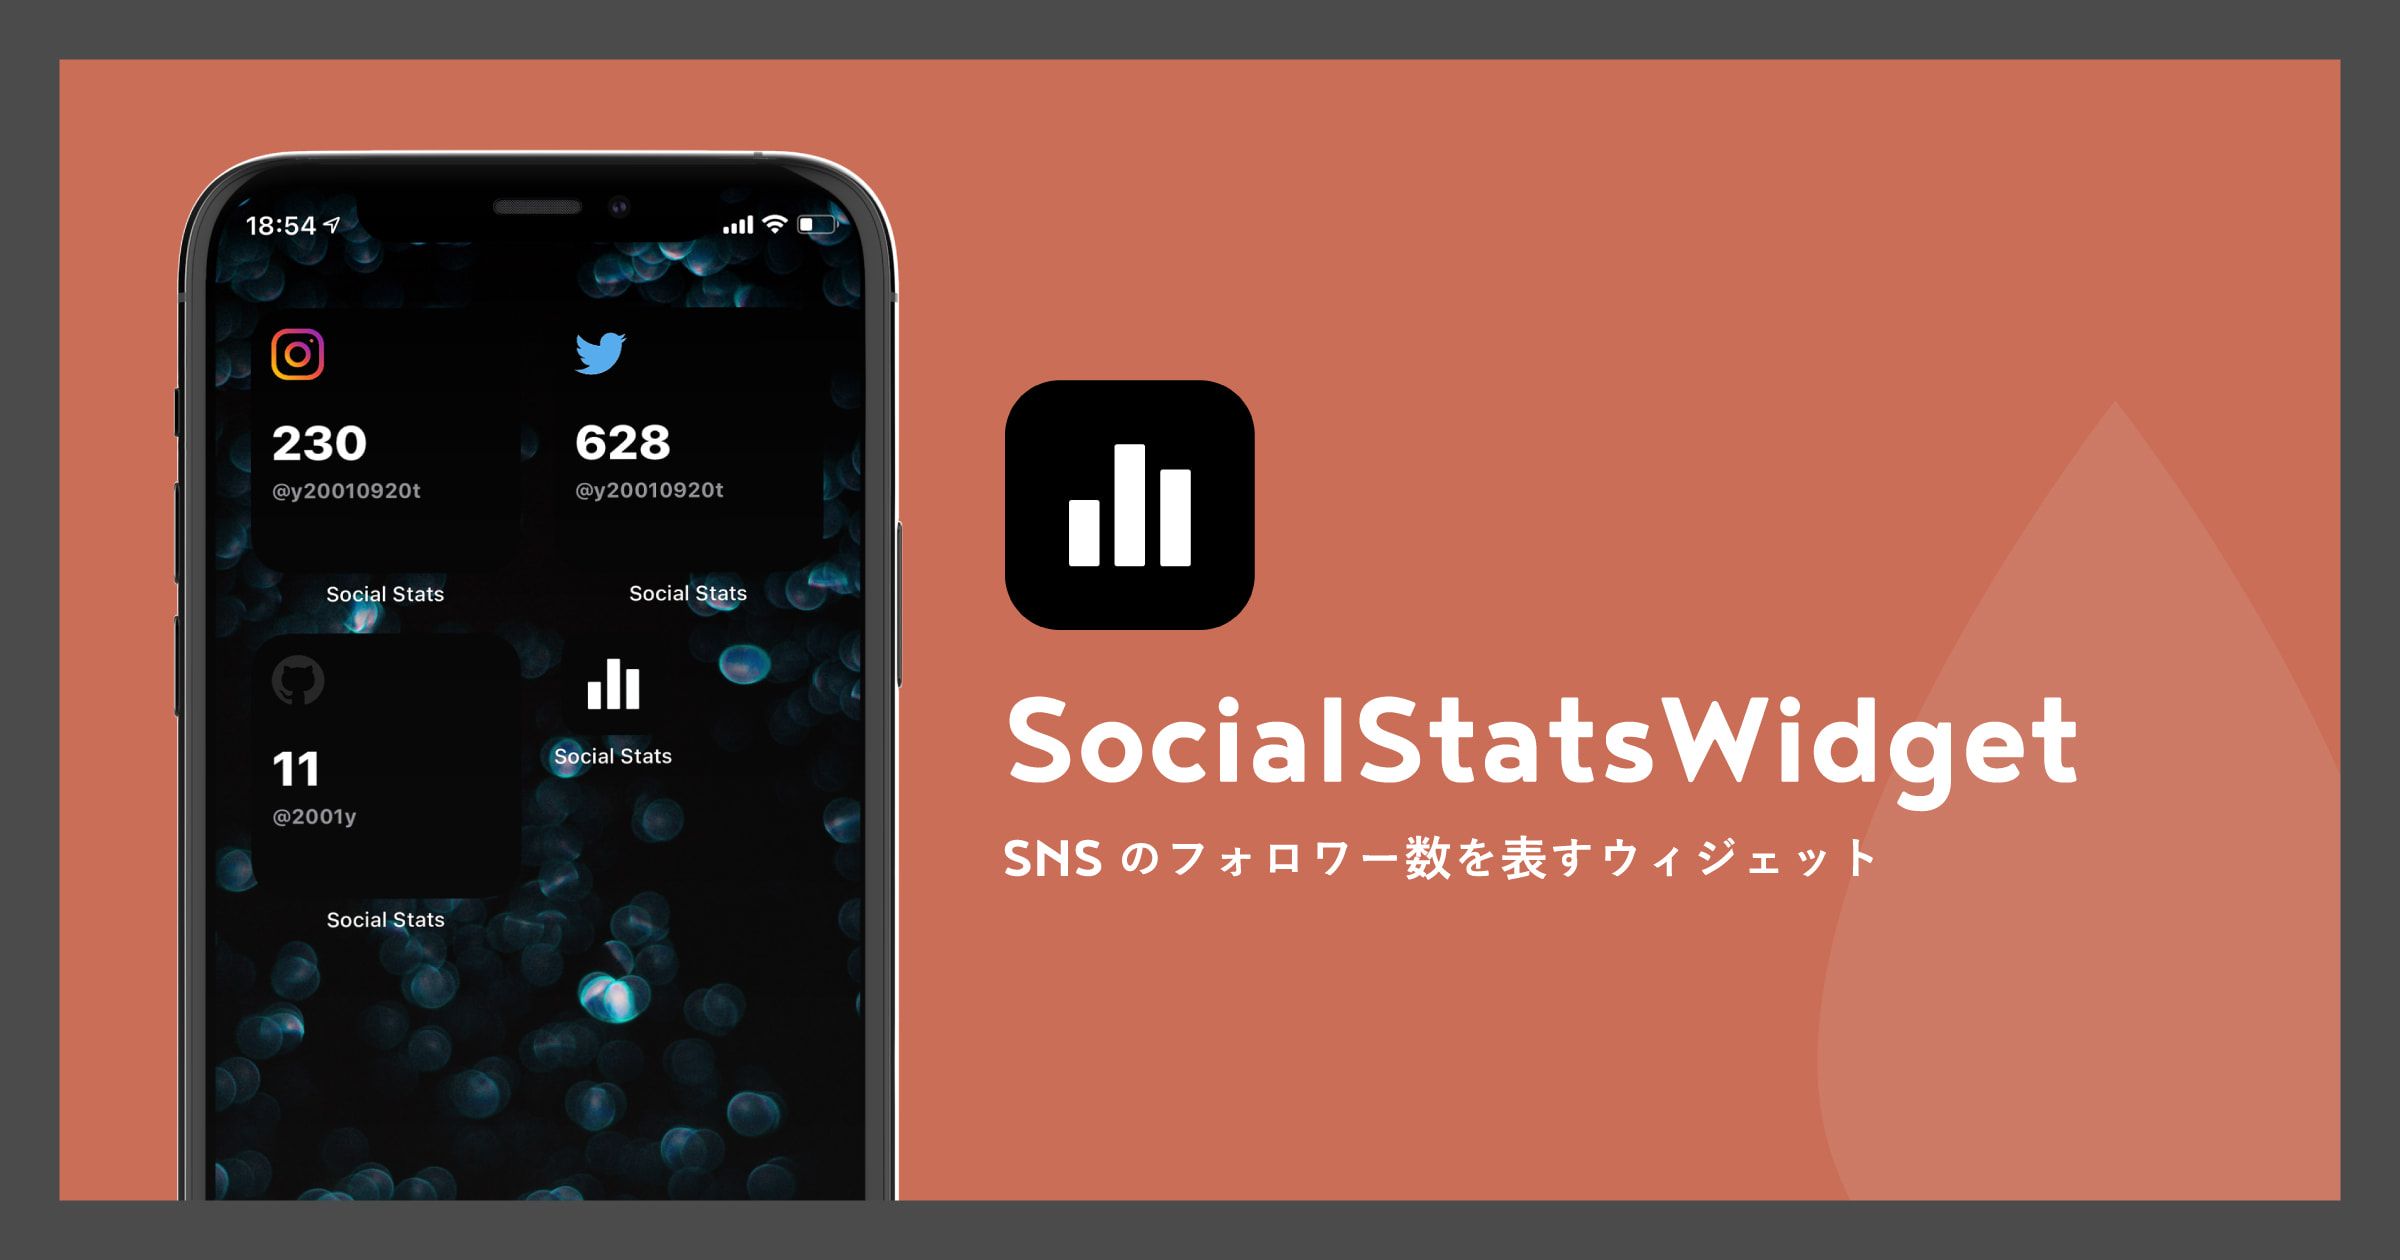 18:54
230
@y20010920t
Social Stats
628
@y20010920t
Social Stats
11
@2001y
Social Stats
Social Stats
SocialStatsWidget
SNS のフォロワー数を表すウィジェット